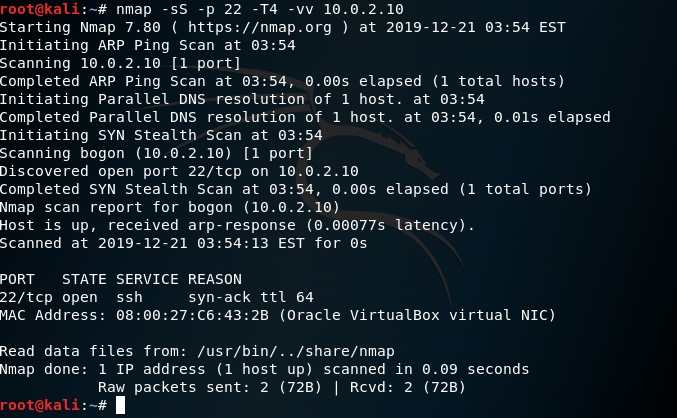 root@kali:~# nmap -sS -p 22 -T4 -vv 10.0.2.10
Starting Nmap 7.80 ( https://nmap.org ) at 2019-12-21 03:54 EST
Initiating ARP Ping Scan at 03:54
Scanning 10.0.2.10 [1 port]
Completed ARP Ping Scan at 03:54, 0.00s elapsed (1 total hosts)
Initiating Parallel DNS resolution of 1 host. at 03:54
Completed Parallel DNS resolution of 1 host. at 03:54, 0.01s elapsed
Initiating SYN Stealth Scan at 03:54
Scanning bogon (10.0.2.10) [1 port]
Discovered open port 22/tcp on 10.0.2.10
Completed SYN Stealth Scan at 03:54, 0.00s elapsed (1 total ports)
Nmap scan report for bogon (10.0.2.10)
Host is up, received arp-response (0.00077s latency).
Scanned at 2019-12-21 03:54:13 EST for 0s

PORT   STATE SERVICE REASON
22/tcp open  ssh     syn-ack ttl 64
MAC Address: 08:00:27:C6:43:2B (Oracle VirtualBox virtual NIC)

Read data files from: /usr/bin/../share/nmap
Nmap done: 1 IP address (1 host up) scanned in 0.09 seconds
           Raw packets sent: 2 (72B) | Rcvd: 2 (72B)
root@kali:~#